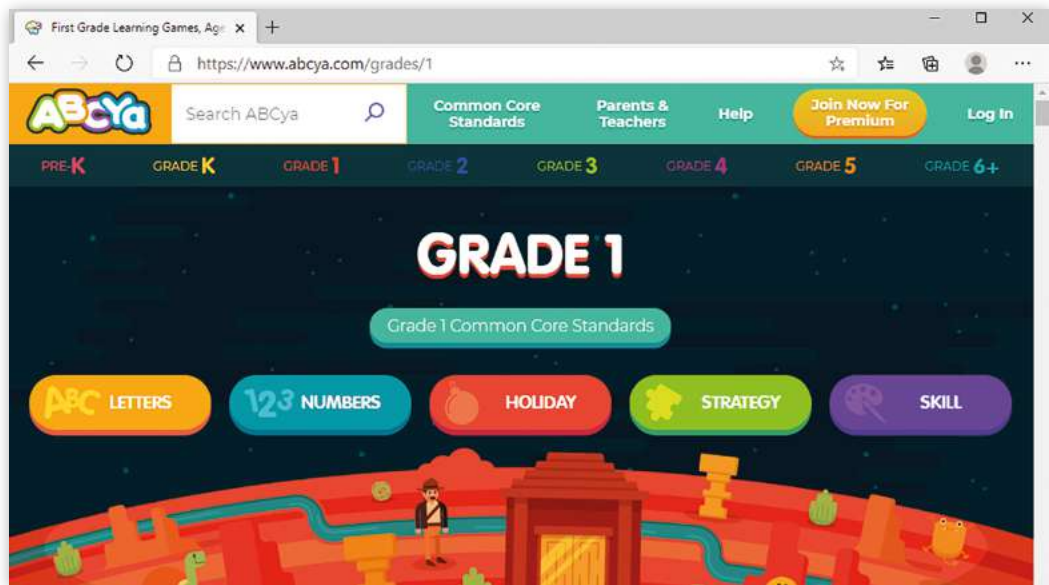 First Grade Learning Games, Age
https://www.abcya.com/grades/1
ABCYa
Search ABCya
Common Core
Standards
Parents &
Teachers
Help
Join Now For
Premium
Log In
PRE-K
GRADE K
GRADE 1
GRADE 2
GRADE 3
GRADE 4
GRADE 5
GRADE 6+
GRADE 1
Grade 1 Common Core Standards
ABC LETTERS
123 NUMBERS
HOLIDAY
STRATEGY
SKILL